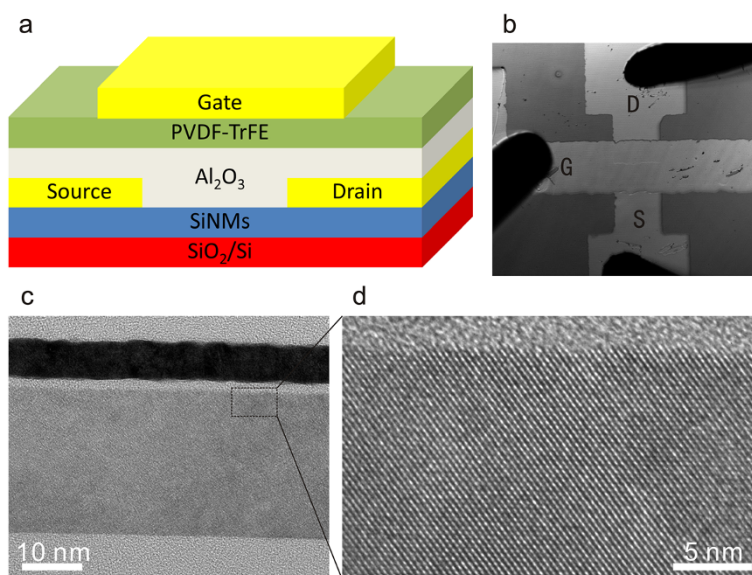 a
b
Gate
PVDF-TrFE
Al₂O₃
Source
Drain
SiNMs
SiO₂/Si
D
G
S
c
d
10 nm
5 nm